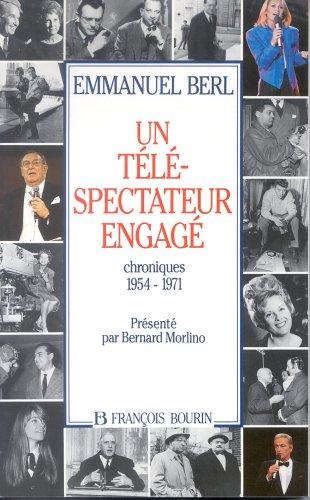 EMMANUEL BERL
UN
TÉLÉ-
SPECTATEUR
ENGAGÉ
chroniques
1954 - 1971
Présenté
par Bernard Morlino
FB FRANÇOIS BOURIN